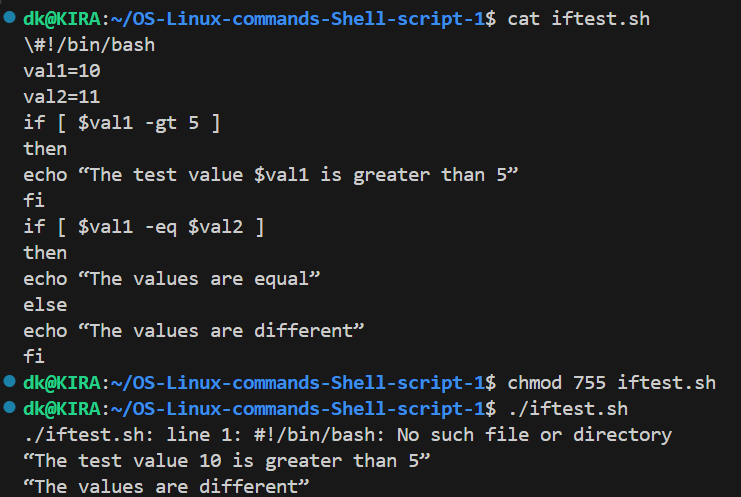 dk@KIRA:~/OS-Linux-commands-Shell-script-1$ cat iftest.sh
\#!/bin/bash
val1=10
val2=11
if [ $val1 -gt 5 ]
then
echo “The test value $val1 is greater than 5”
fi
if [ $val1 -eq $val2 ]
then
echo “The values are equal”
else
echo “The values are different”
fi
dk@KIRA:~/OS-Linux-commands-Shell-script-1$ chmod 755 iftest.sh
dk@KIRA:~/OS-Linux-commands-Shell-script-1$ ./iftest.sh
./iftest.sh: line 1: #!/bin/bash: No such file or directory
“The test value 10 is greater than 5”
“The values are different”